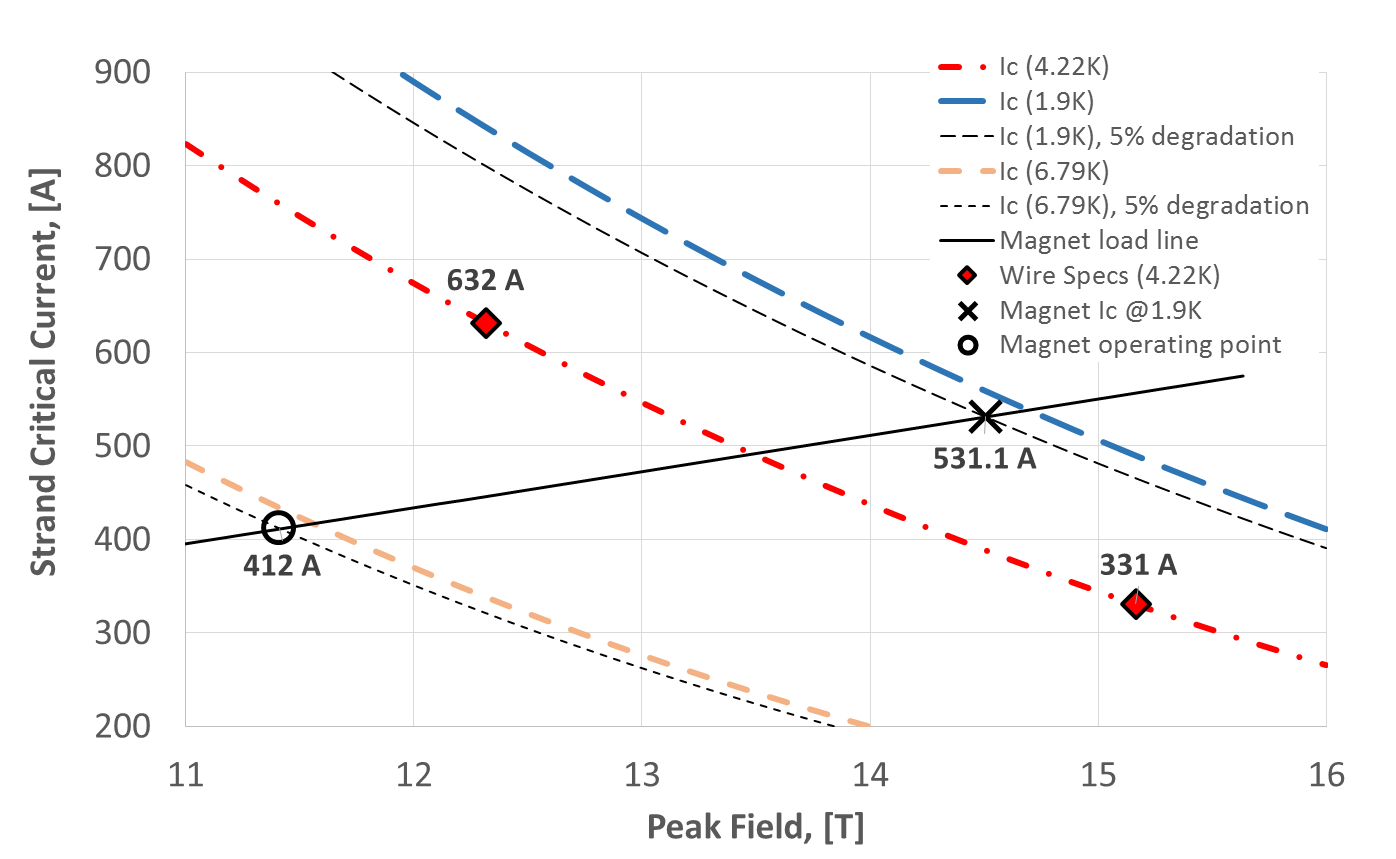 900
800
700
600
500
400
300
200
11
12
13
14
15
16
Strand Critical Current, [A]
Peak Field, [T]
Ic (4.22K)
Ic (1.9K)
Ic (1.9K), 5% degradation
Ic (6.79K)
Ic (6.79K), 5% degradation
Magnet load line
Wire Specs (4.22K)
Magnet Ic @1.9K
Magnet operating point
632 A
531.1 A
412 A
331 A